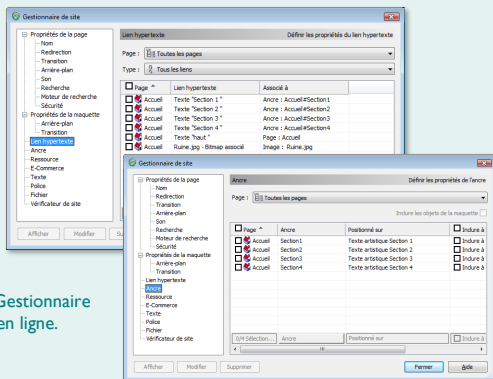 Gestionnaire de site
Propriétés de la page
Nom
Redirection
Transition
Arrière-plan
Son
Recherche
Moteur de recherche
Sécurité
Propriétés de la maquette
Arrière-plan
Transition
Lien hypertexte
Ancre
Ressource
E-Commerce
Texte
Police
Fichier
Vérificateur de site
Lien hypertexte Définir les propriétés du lien hypertexte
Page : Toutes les pages
Type : Tous les liens
Page Lien hypertexte Associé à
Accueil Texte "Section 1 " Ancre : Accueil#Section1
Accueil Texte "Section 2 " Ancre : Accueil#Section2
Accueil Texte "Section 3 " Ancre : Accueil#Section3
Accueil Texte "Section 4 " Ancre : Accueil#Section4
Accueil Texte "haut " Page : Accueil
Accueil Ruine.jpg - Bitmap associé Image : Ruine.jpg
Afficher Modifier Su
Gestionnaire de site
Propriétés de la page
Nom
Redirection
Transition
Arrière-plan
Son
Recherche
Moteur de recherche
Sécurité
Propriétés de la maquette
Arrière-plan
Transition
Lien hypertexte
Ancre
Ressource
E-Commerce
Texte
Police
Fichier
Vérificateur de site
Ancre Définir les propriétés de l'ancre
Page : Toutes les pages
Inclure les objets de la maquette
Page Ancre Positionné sur Inclure à
Accueil Section1 Texte artistique Section 1
Accueil Section2 Texte artistique Section 2
Accueil Section3 Texte artistique Section 3
Accueil Section4 Texte artistique Section 4
0/4 Sélection... Ancre Positionné sur Inclure à
Afficher Modifier Supprimer Fermer Aide
Gestionnaire
en ligne.